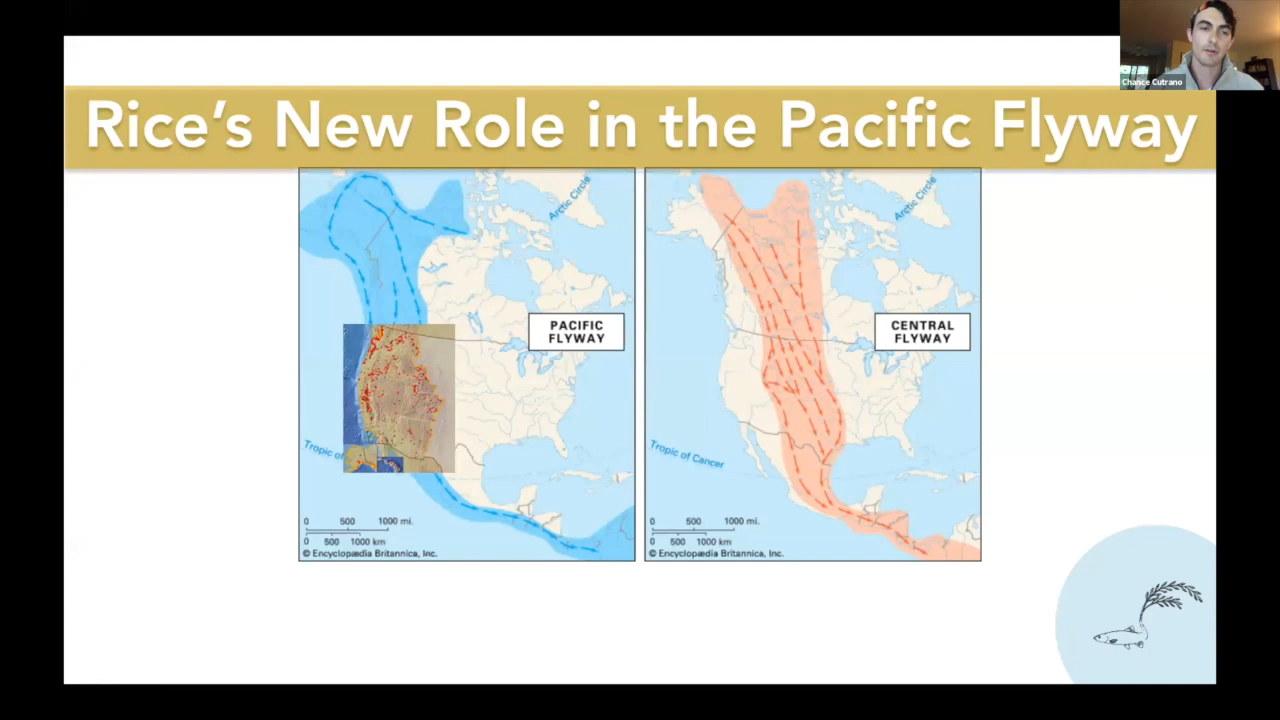 Chance Cutrano
Rice's New Role in the Pacific Flyway
Arctic Circle
PACIFIC
FLYWAY
Tropic of
0 500 1000 mi.
0 500 1000 km
© Encyclopædia Britannica, Inc.
Arctic Circle
CENTRAL
FLYWAY
Tropic of Cancer
0 500 1000 mi.
0 500 1000 km
© Encyclopædia Britannica, Inc.